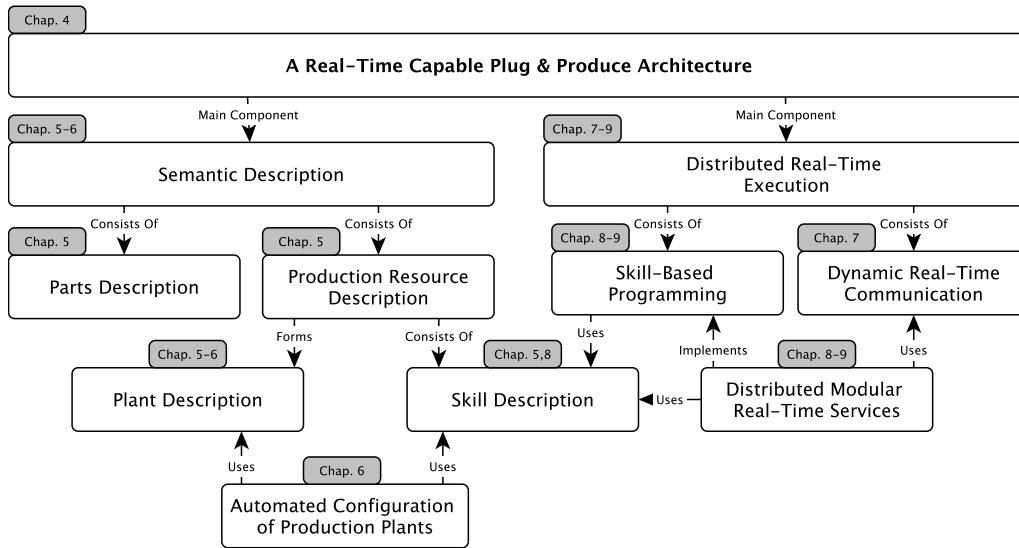 Chap. 4
A Real-Time Capable Plug & Produce Architecture
Main Component
Main Component
Chap. 5-6
Chap. 7-9
Semantic Description
Distributed Real-Time
Execution
Consists Of
Consists Of
Consists Of
Consists Of
Chap. 5
Chap. 5
Chap. 8-9
Chap. 7
Parts Description
Production Resource
Description
Skill-Based
Programming
Dynamic Real-Time
Communication
Forms
Consists Of
Uses
Implements
Uses
Chap. 5-6
Chap. 5,8
Chap. 8-9
Plant Description
Skill Description
Uses
Distributed Modular
Real-Time Services
Uses
Uses
Chap. 6
Automated Configuration
of Production Plants